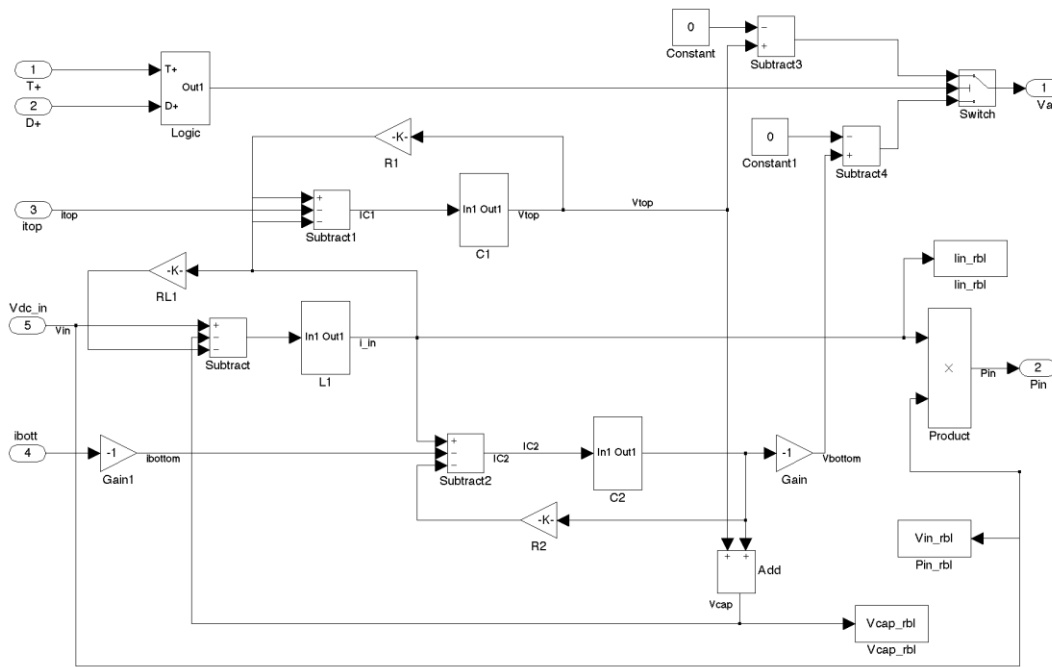 0
Constant
−
+
Subtract3
1
T+
2
D+
T+
D+
Out1
Logic
Switch
1
Va
0
Constant1
−
+
Subtract4
-K-
R1
3
itop
itop
+
−
−
Subtract1
IC1
In1 Out1
C1
Vtop
Vtop
-K-
RL1
Iin_rbl
Iin_rbl
Vdc_in
5
Vin
+
−
−
Subtract
In1 Out1
L1
i_in
×
Product
Pin
2
Pin
ibott
4
-1
Gain1
ibottom
+
−
−
Subtract2
IC2
IC2
In1 Out1
C2
-1
Gain
Vbottom
-K-
R2
+ +
Add
Vcap
Vin_rbl
Pin_rbl
Vcap_rbl
Vcap_rbl